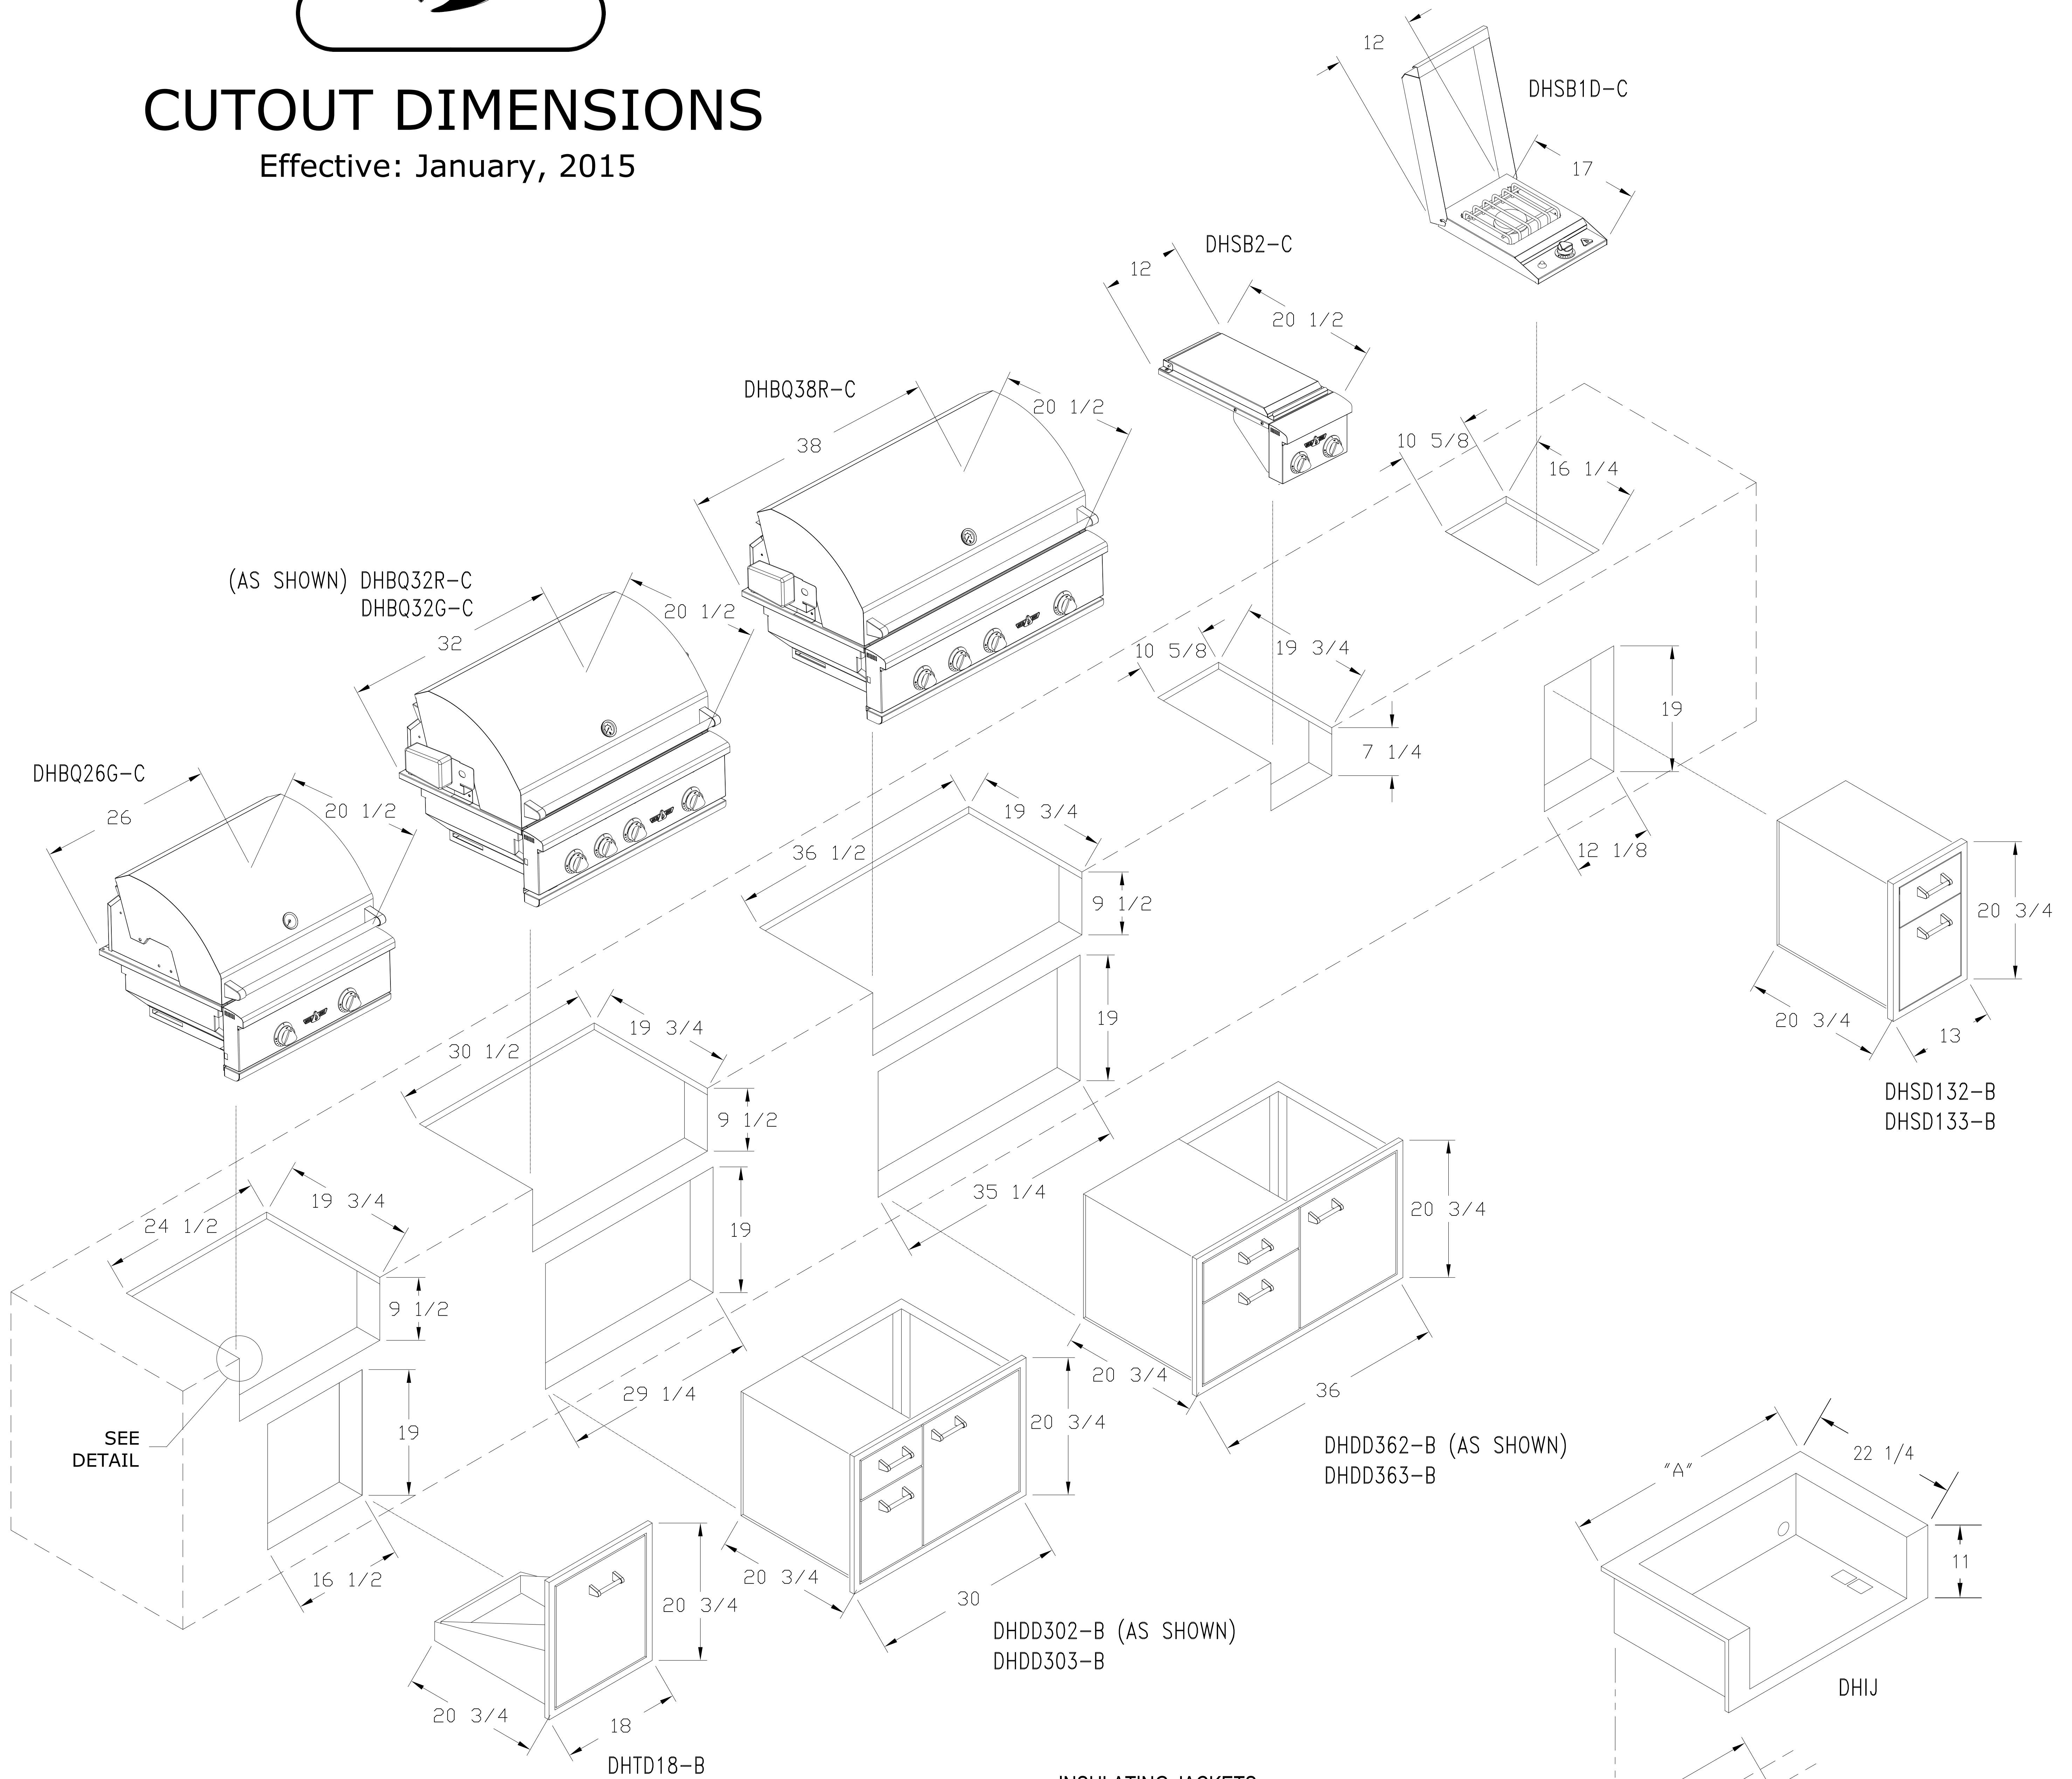 CUTOUT DIMENSIONS
Effective: January, 2015
12
DHSB1D-C
17
DHSB2-C
12
20 1/2
DHBQ38R-C
38
20 1/2
10 5/8
16 1/4
(AS SHOWN) DHBQ32R-C
DHBQ32G-C
32
20 1/2
10 5/8
19 3/4
7 1/4
19
12 1/8
DHBQ26G-C
26
20 1/2
36 1/2
19 3/4
9 1/2
19
35 1/4
20 3/4
20 3/4
13
DHSD132-B
DHSD133-B
30 1/2
19 3/4
9 1/2
19
29 1/4
24 1/2
19 3/4
9 1/2
19
16 1/2
SEE
DETAIL
20 3/4
20 3/4
36
DHDD362-B (AS SHOWN)
DHDD363-B
20 3/4
20 3/4
30
DHDD302-B (AS SHOWN)
DHDD303-B
20 3/4
20 3/4
18
DHTD18-B
"A"
22 1/4
11
DHIJ
INSULATING JACKETS